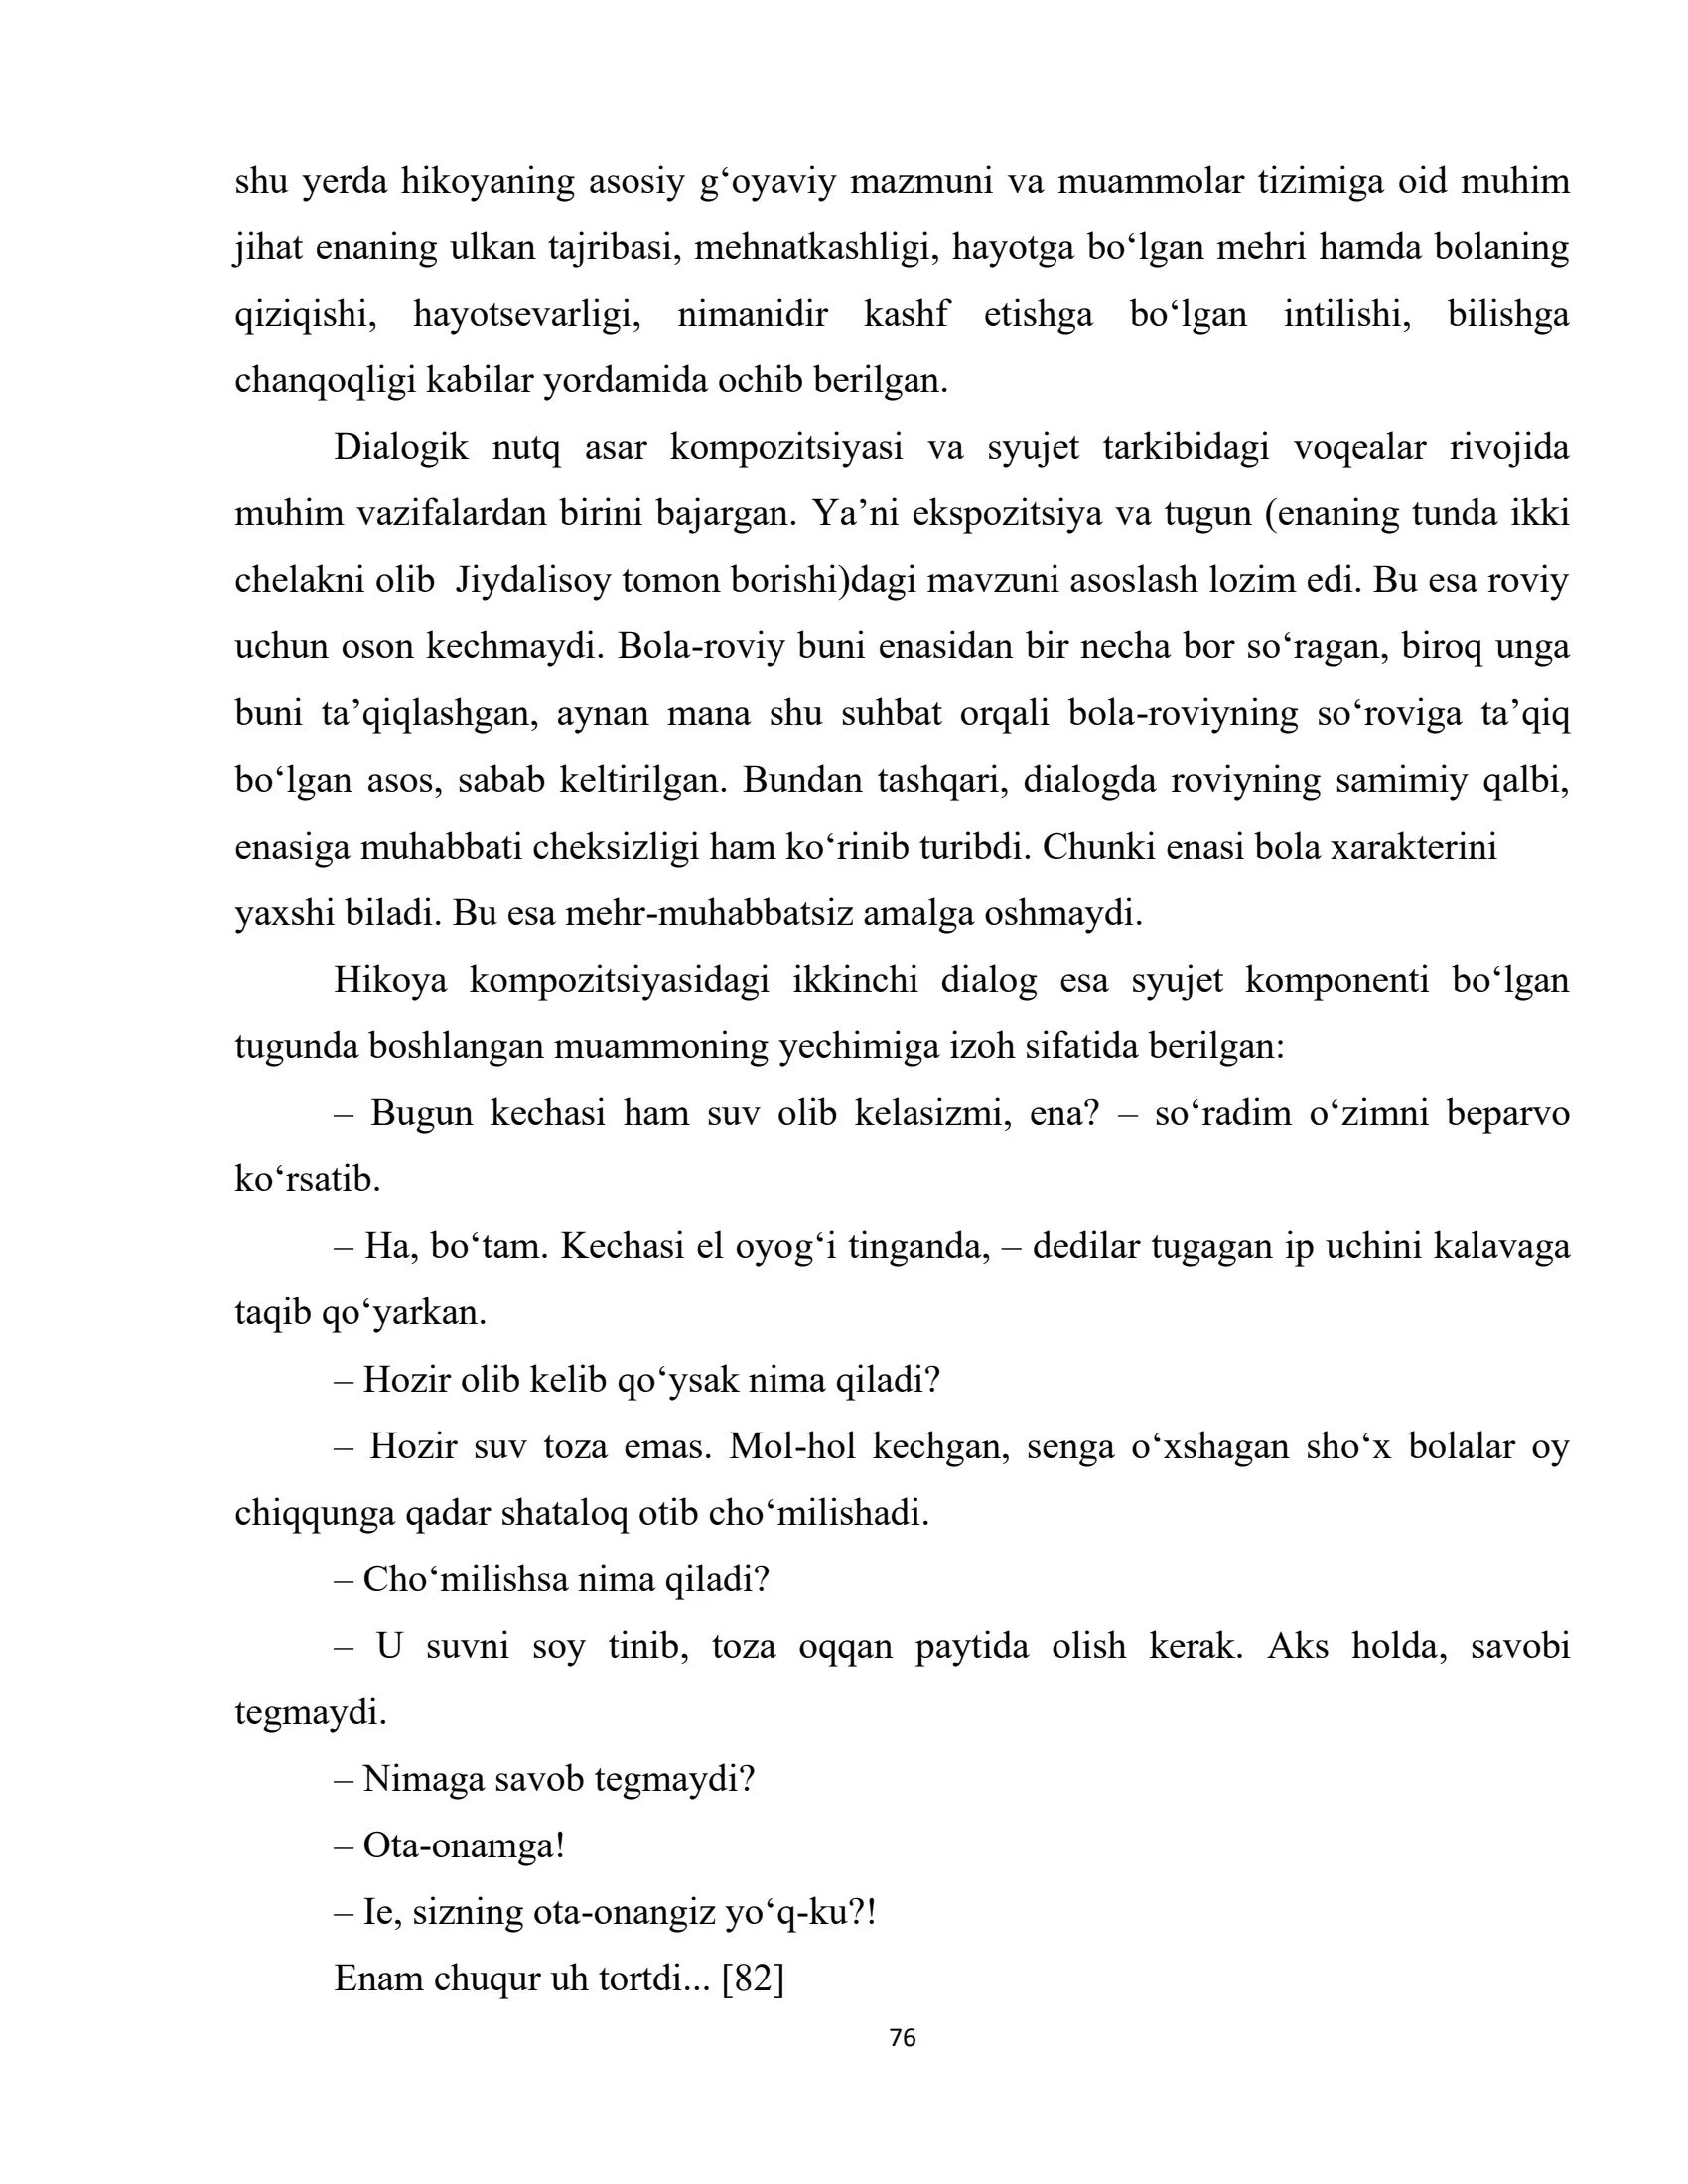 shu yerda hikoyaning asosiy g‘oyaviy mazmuni va muammolar tizimiga oid muhim
jihat enaning ulkan tajribasi, mehnatkashligi, hayotga bo‘lgan mehri hamda bolaning
qiziqishi, hayotsevarligi, nimanidir kashf etishga bo‘lgan intilishi, bilishga
chanqoqligi kabilar yordamida ochib berilgan.
Dialogik nutq asar kompozitsiyasi va syujet tarkibidagi voqealar rivojida
muhim vazifalardan birini bajargan. Ya’ni ekspozitsiya va tugun (enaning tunda ikki
chelakni olib  Jiydalisoy tomon borishi)dagi mavzuni asoslash lozim edi. Bu esa roviy
uchun oson kechmaydi. Bola-roviy buni enasidan bir necha bor so‘ragan, biroq unga
buni ta’qiqlashgan, aynan mana shu suhbat orqali bola-roviyning so‘roviga ta’qiq
bo‘lgan asos, sabab keltirilgan. Bundan tashqari, dialogda roviyning samimiy qalbi,
enasiga muhabbati cheksizligi ham ko‘rinib turibdi. Chunki enasi bola xarakterini
yaxshi biladi. Bu esa mehr-muhabbatsiz amalga oshmaydi.
Hikoya kompozitsiyasidagi ikkinchi dialog esa syujet komponenti bo‘lgan
tugunda boshlangan muammoning yechimiga izoh sifatida berilgan:
– Bugun kechasi ham suv olib kelasizmi, ena? – so‘radim o‘zimni beparvo
ko‘rsatib.
– Ha, bo‘tam. Kechasi el oyog‘i tinganda, – dedilar tugagan ip uchini kalavaga
taqib qo‘yarkan.
– Hozir olib kelib qo‘ysak nima qiladi?
– Hozir suv toza emas. Mol-hol kechgan, senga o‘xshagan sho‘x bolalar oy
chiqqunga qadar shataloq otib cho‘milishadi.
– Cho‘milishsa nima qiladi?
– U suvni soy tinib, toza oqqan paytida olish kerak. Aks holda, savobi
tegmaydi.
– Nimaga savob tegmaydi?
– Ota-onamga!
– Ie, sizning ota-onangiz yo‘q-ku?!
Enam chuqur uh tortdi... [82]
76